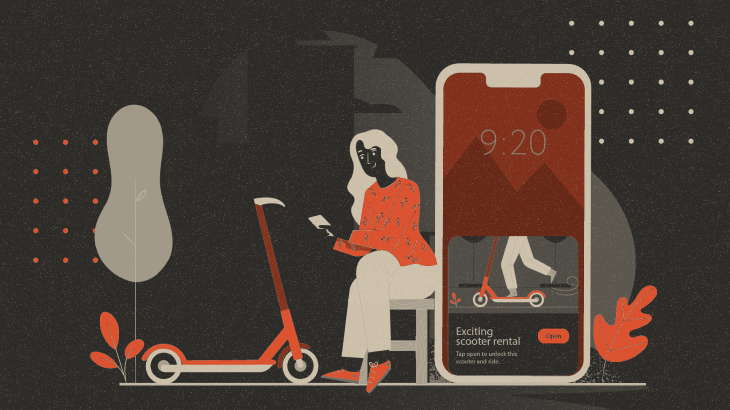 9:20
Exciting
scooter rental
Open
Tap open to unlock this
scooter and ride.